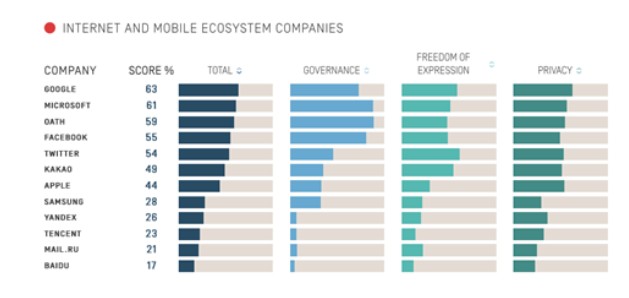 INTERNET AND MOBILE ECOSYSTEM COMPANIES
COMPANY SCORE % TOTAL GOVERNANCE FREEDOM OF EXPRESSION PRIVACY
GOOGLE 63
MICROSOFT 61
OATH 59
FACEBOOK 55
TWITTER 54
KAKAO 49
APPLE 44
SAMSUNG 28
YANDEX 26
TENCENT 23
MAIL.RU 21
BAIDU 17